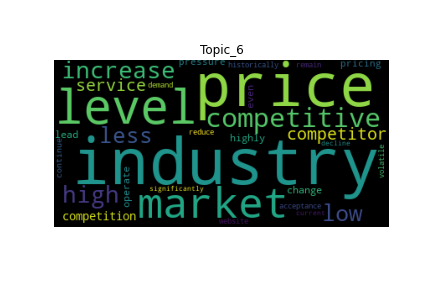 Topic_6
pressure historically remain pricing
increase price
service demand even
level competitive
lead less reduce highly competitor
continue industry decline volatile
high operate significantly change
market acceptance low
competition website current